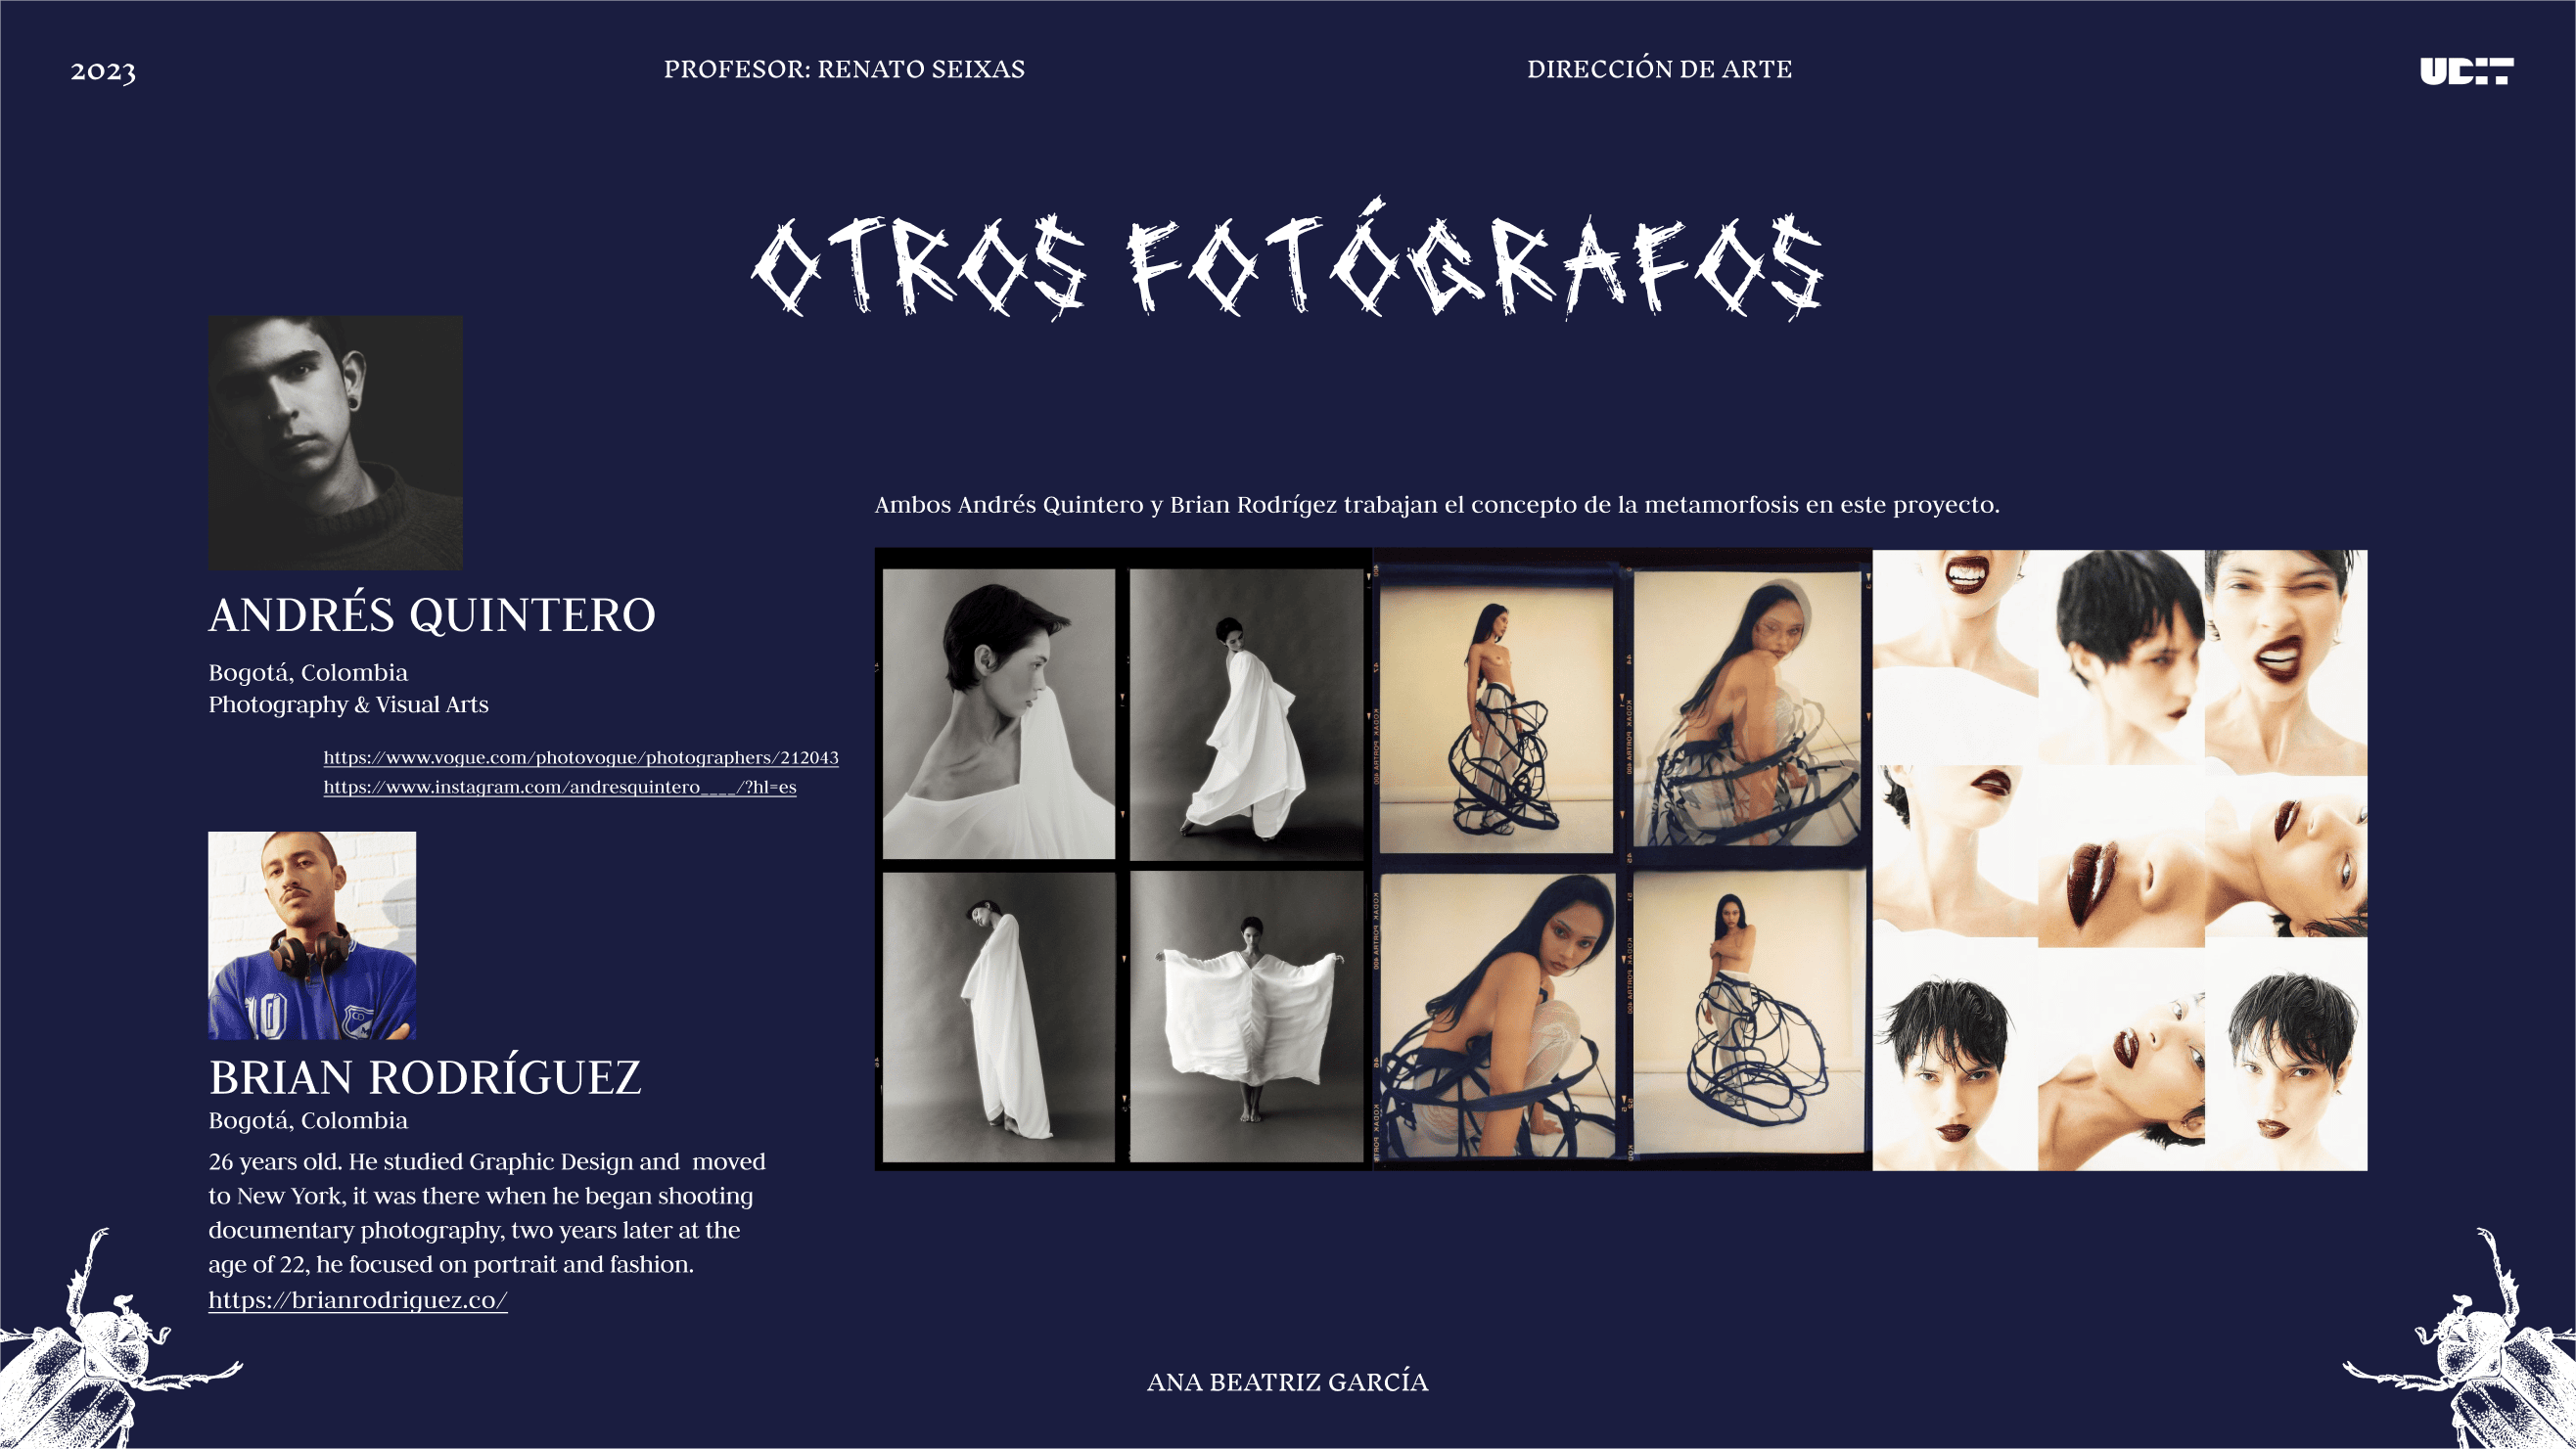 2023
PROFESOR: RENATO SEIXAS
DIRECCIÓN DE ARTE
UDIT
OTROS FOTÓGRAFOS
ANDRÉS QUINTERO
Bogotá, Colombia
Photography & Visual Arts
https://www.vogue.com/photovogue/photographers/212043
https://www.instagram.com/andresquintero____/?hl=es
BRIAN RODRÍGUEZ
Bogotá, Colombia
26 years old. He studied Graphic Design and moved
to New York, it was there when he began shooting
documentary photography, two years later at the
age of 22, he focused on portrait and fashion.
https://brianrodriguez.co/
Ambos Andrés Quintero y Brian Rodrígez trabajan el concepto de la metamorfosis en este proyecto.
ANA BEATRIZ GARCÍA